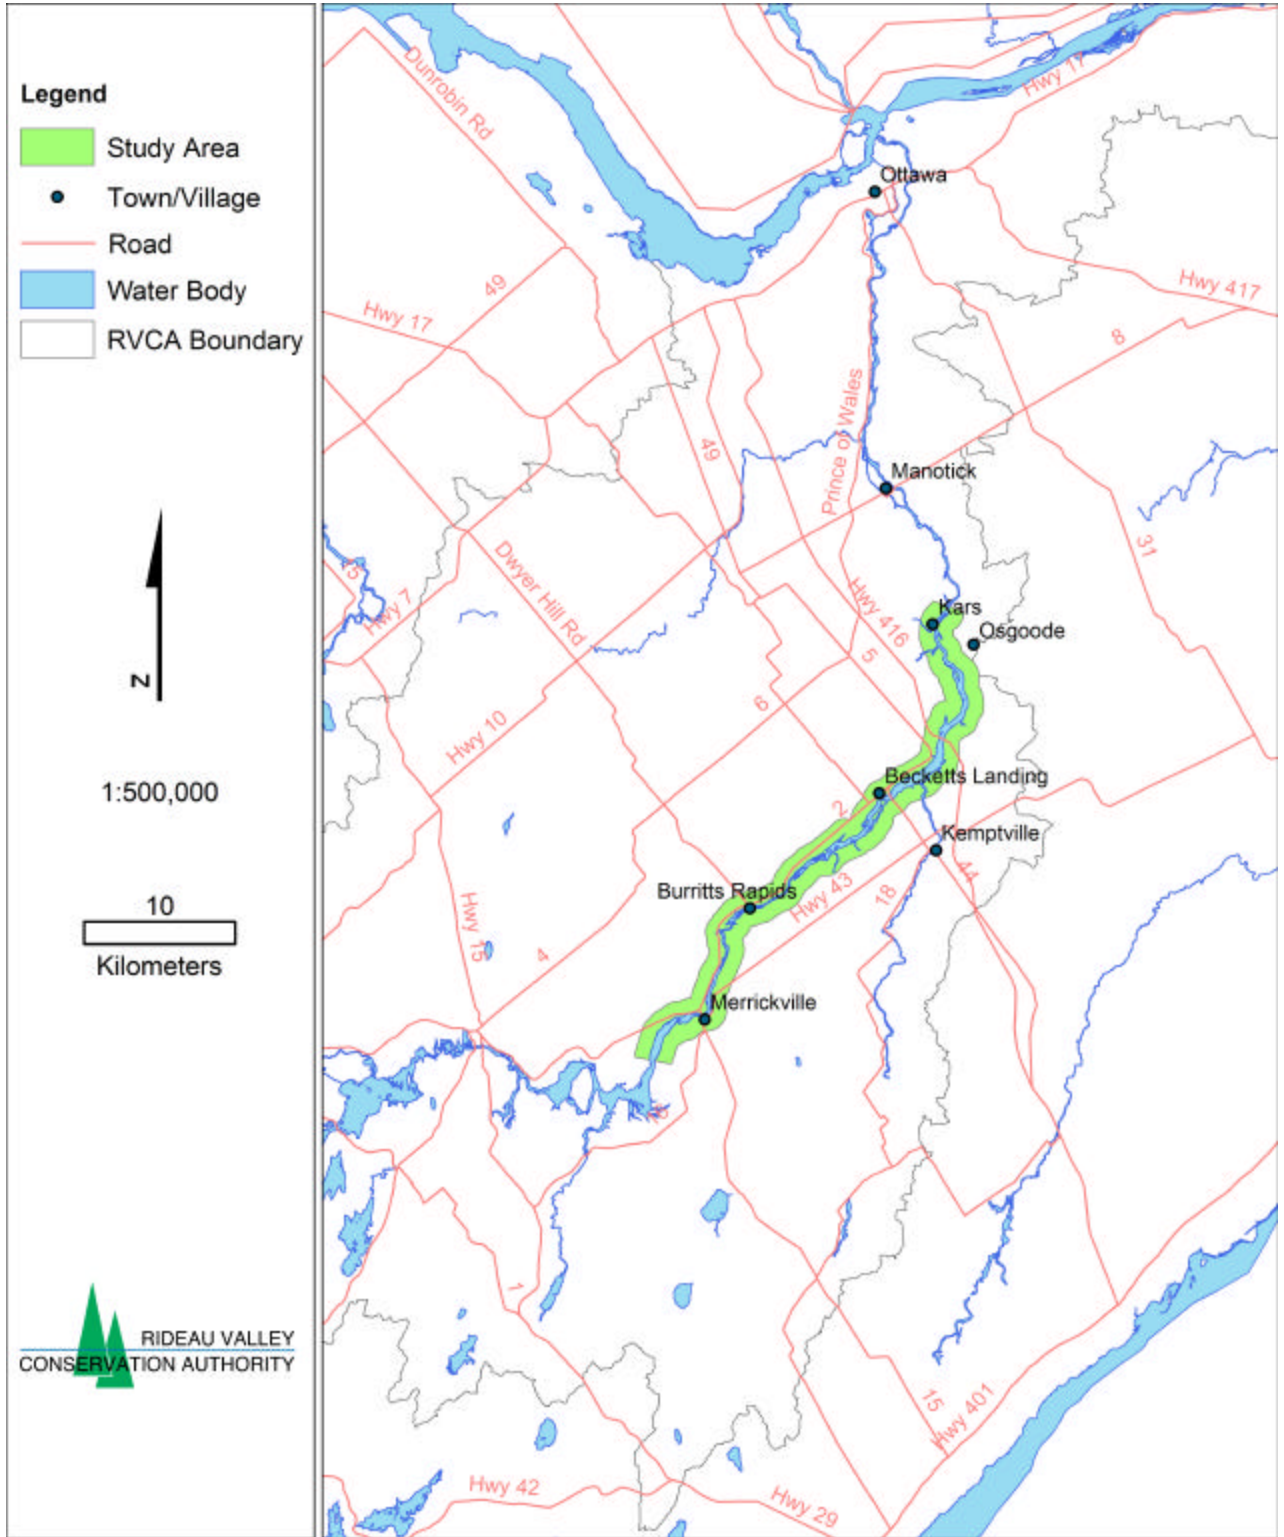 Legend
Study Area
Town/Village
Road
Water Body
RVCA Boundary
N
1:500,000
10
Kilometers
RIDEAU VALLEY
CONSERVATION AUTHORITY
Dunrobin Rd
Hwy 17
Ottawa
49
Hwy 17
Hwy 417
8
Prince of Wales
49
Manotick
31
15
Hwy 7
Dwyer Hill Rd
Hwy 416
Kars
Osgoode
5
6
Hwy 10
Becketts Landing
2
Kemptville
44
Burritts Rapids
Hwy 43
18
Hwy 15
4
Merrickville
16
1
15
Hwy 401
Hwy 42
Hwy 29